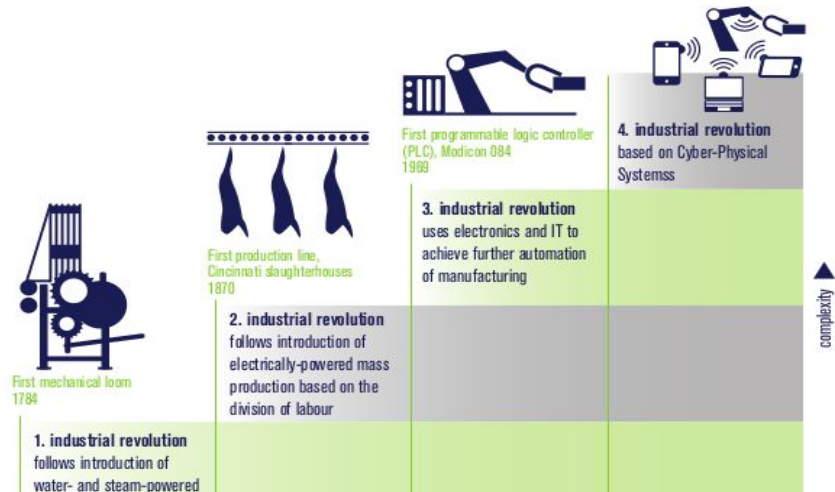 First programmable logic controller
(PLC), Modicon 084
1969
4. industrial revolution
based on Cyber-Physical
Systemss
3. industrial revolution
uses electronics and IT to
achieve further automation
of manufacturing
First production line,
Cincinnati slaughterhouses
1870
2. industrial revolution
follows introduction of
electrically-powered mass
production based on the
division of labour
First mechanical loom
1784
1. industrial revolution
follows introduction of
water- and steam-powered
complexity